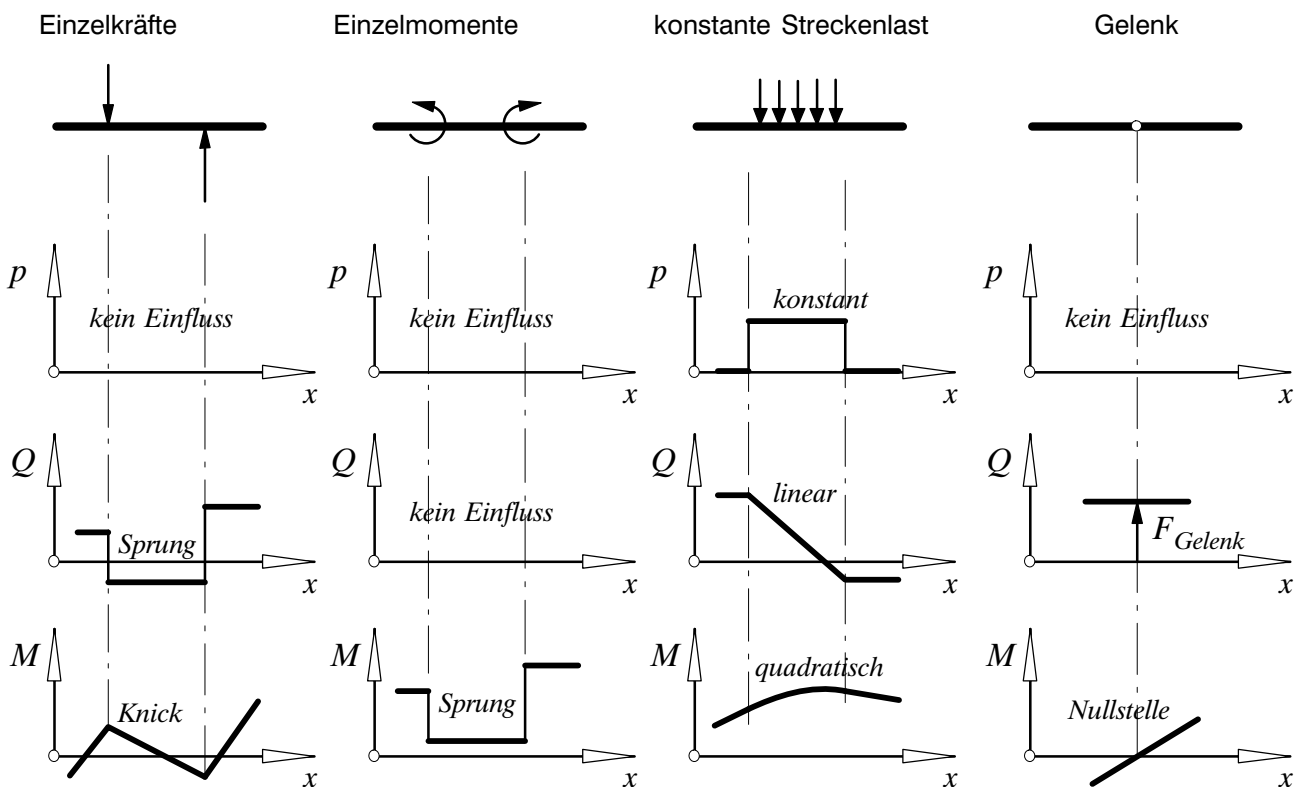 Einzelkräfte Einzelmomente konstante Streckenlast Gelenk
p p p p
konstant
kein Einfluss kein Einfluss kein Einfluss
x x x x
Q Q Q Q
linear
kein Einfluss
Sprung F Gelenk
x x x x
M M M M
quadratisch
Knick Sprung Nullstelle
x x x x